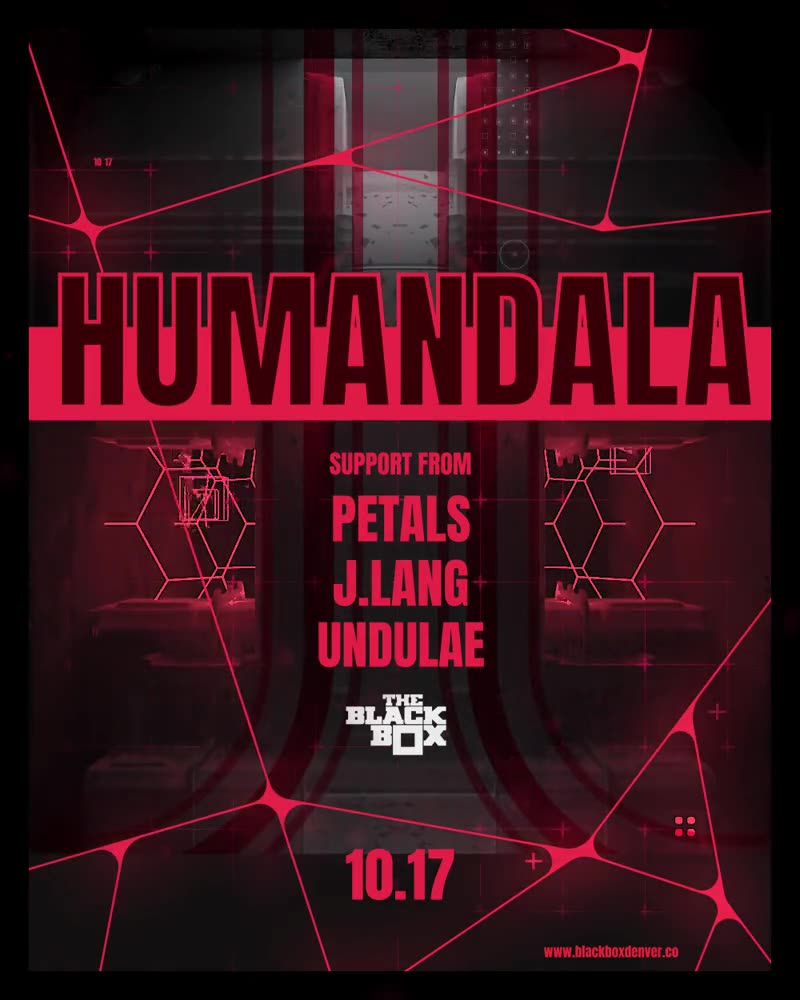 10 17
HUMANDALA
SUPPORT FROM
PETALS
J.LANG
UNDULAE
THE
BLACK
BOX
10.17
www.blackboxdenver.co